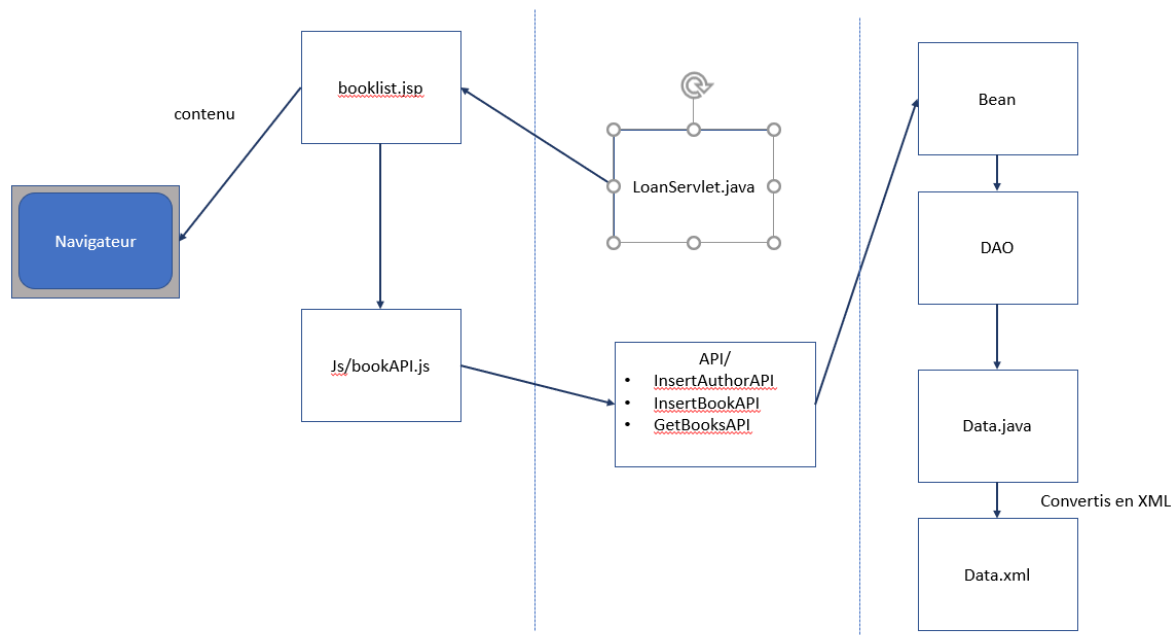 booklist.jsp
contenu
Navigateur
Js/bookAPI.js
LoanServlet.java
API/
• InsertAuthorAPI
• InsertBookAPI
• GetBooksAPI
Bean
DAO
Data.java
Convertis en XML
Data.xml